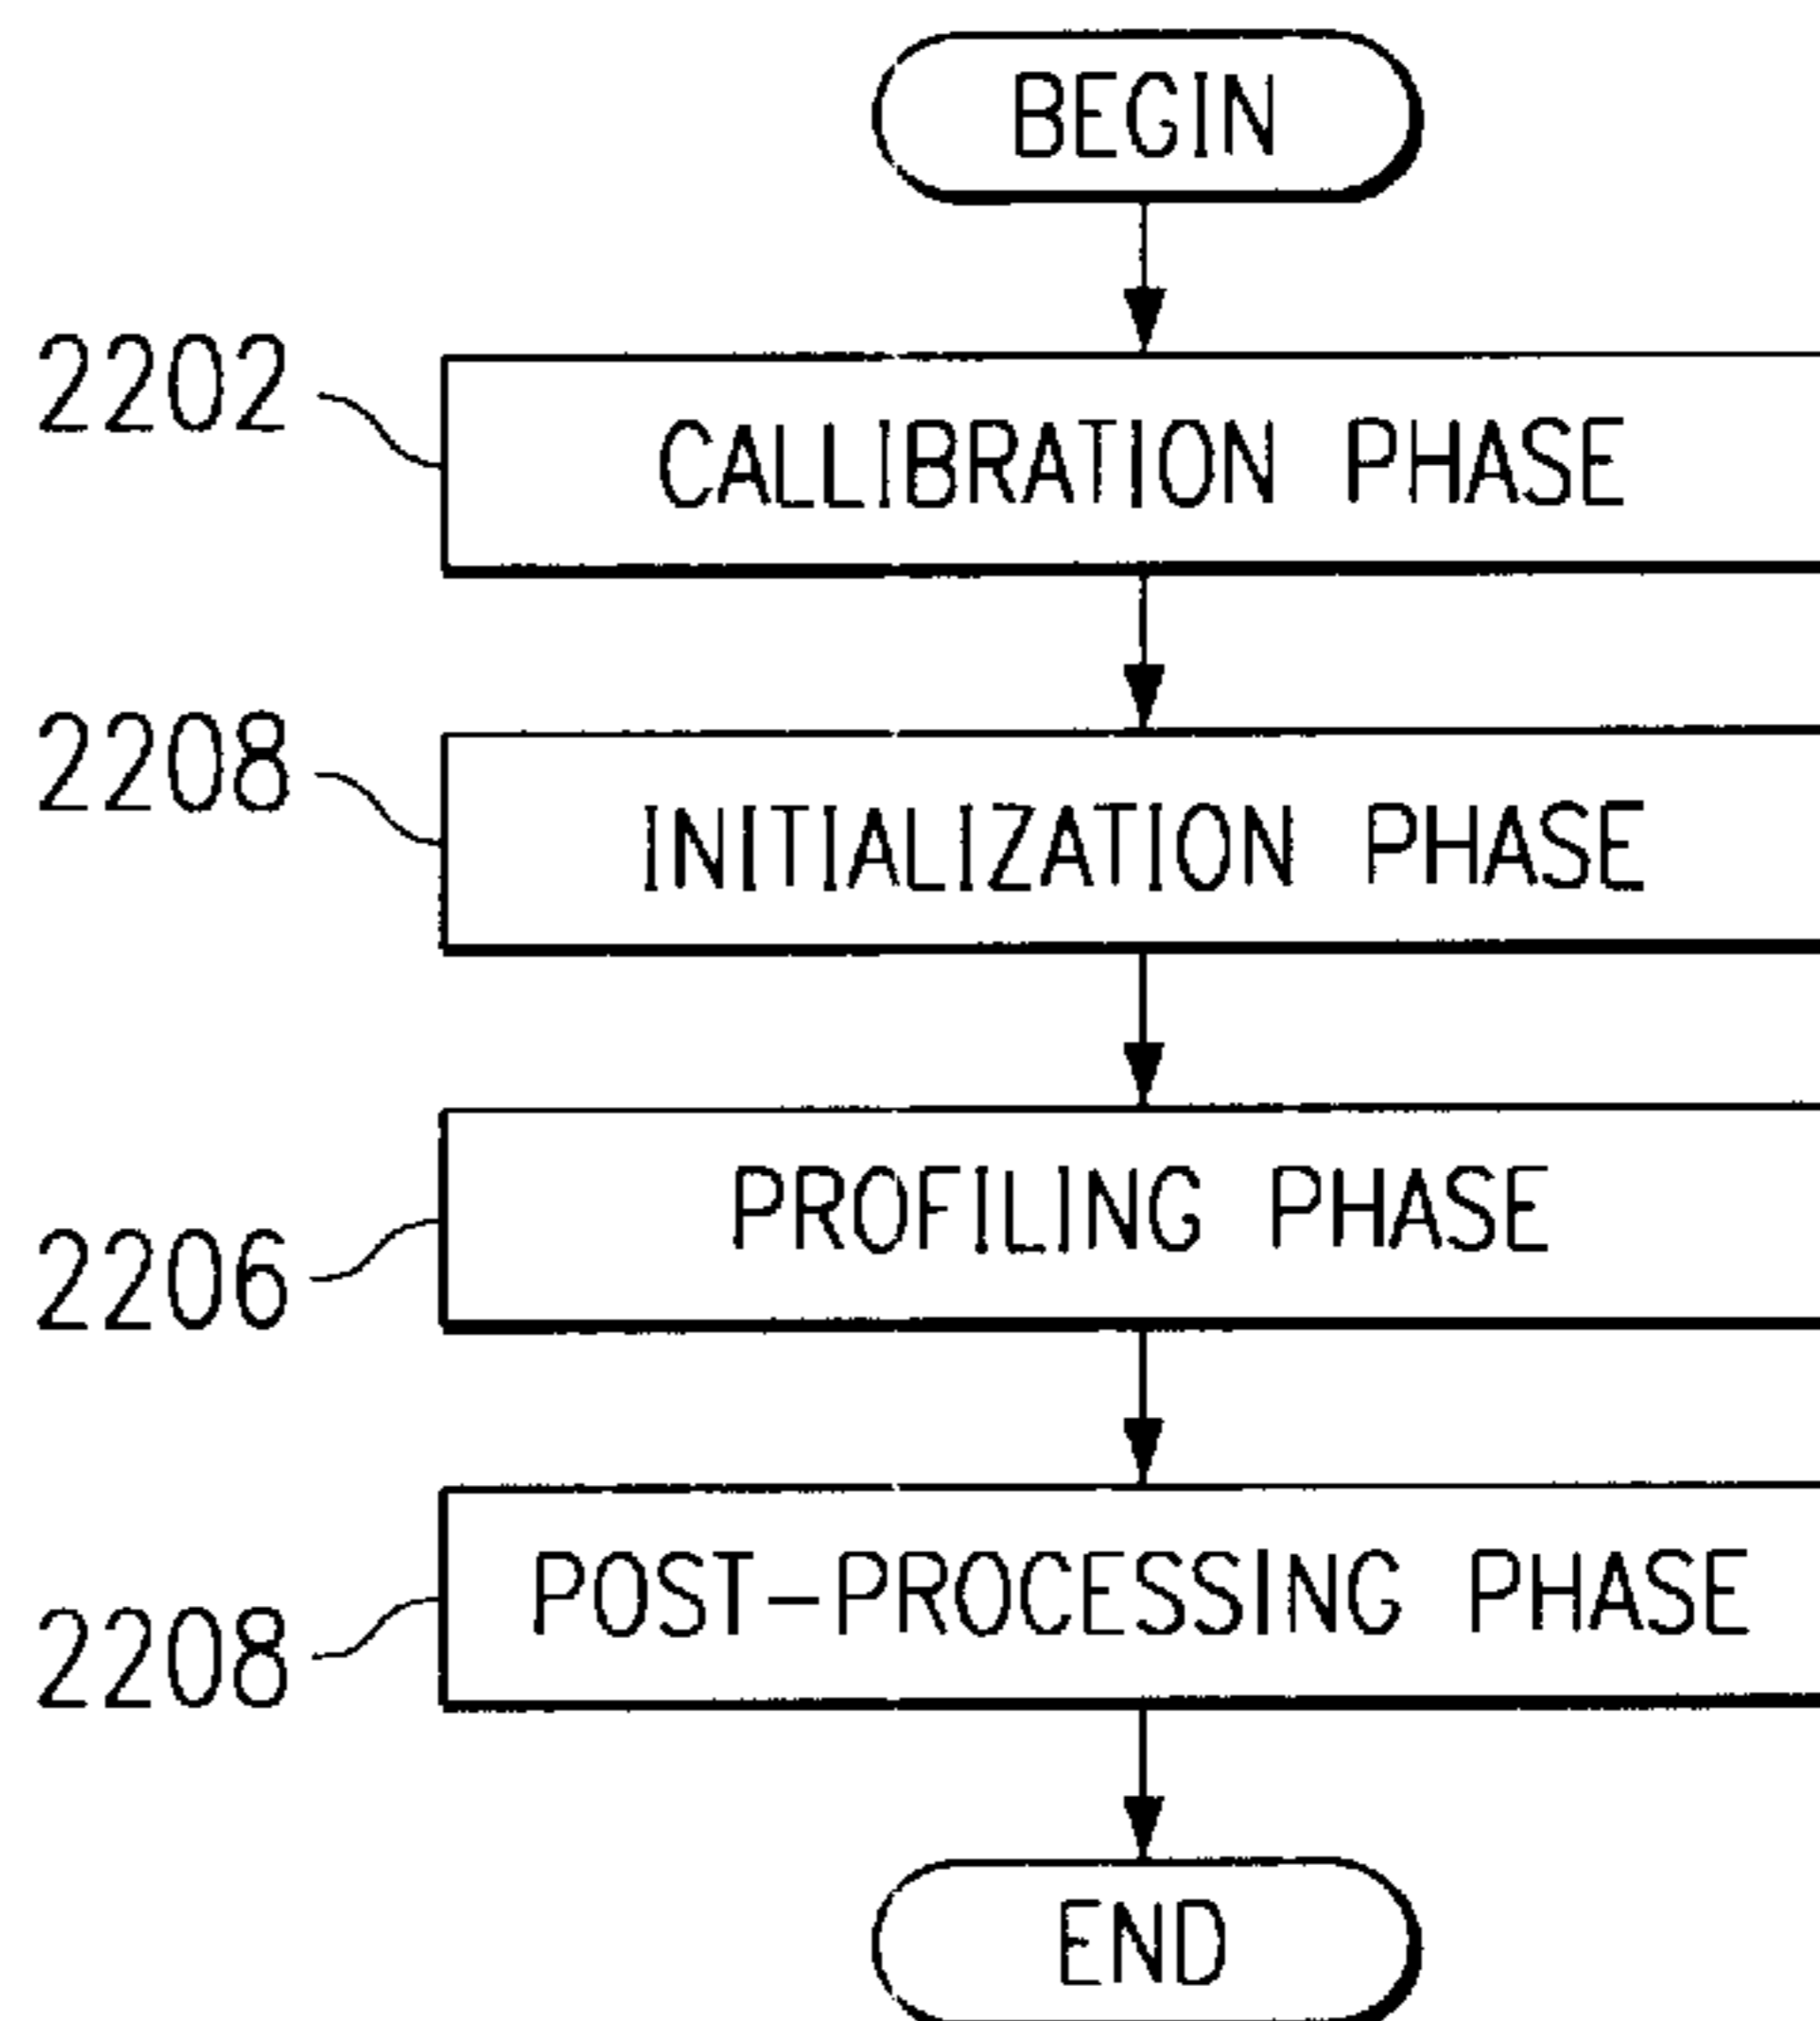 BEGIN
2202
CALLIBRATION PHASE
2208
INITIALIZATION PHASE
PROFILING PHASE
2206
POST-PROCESSING PHASE
2208
END